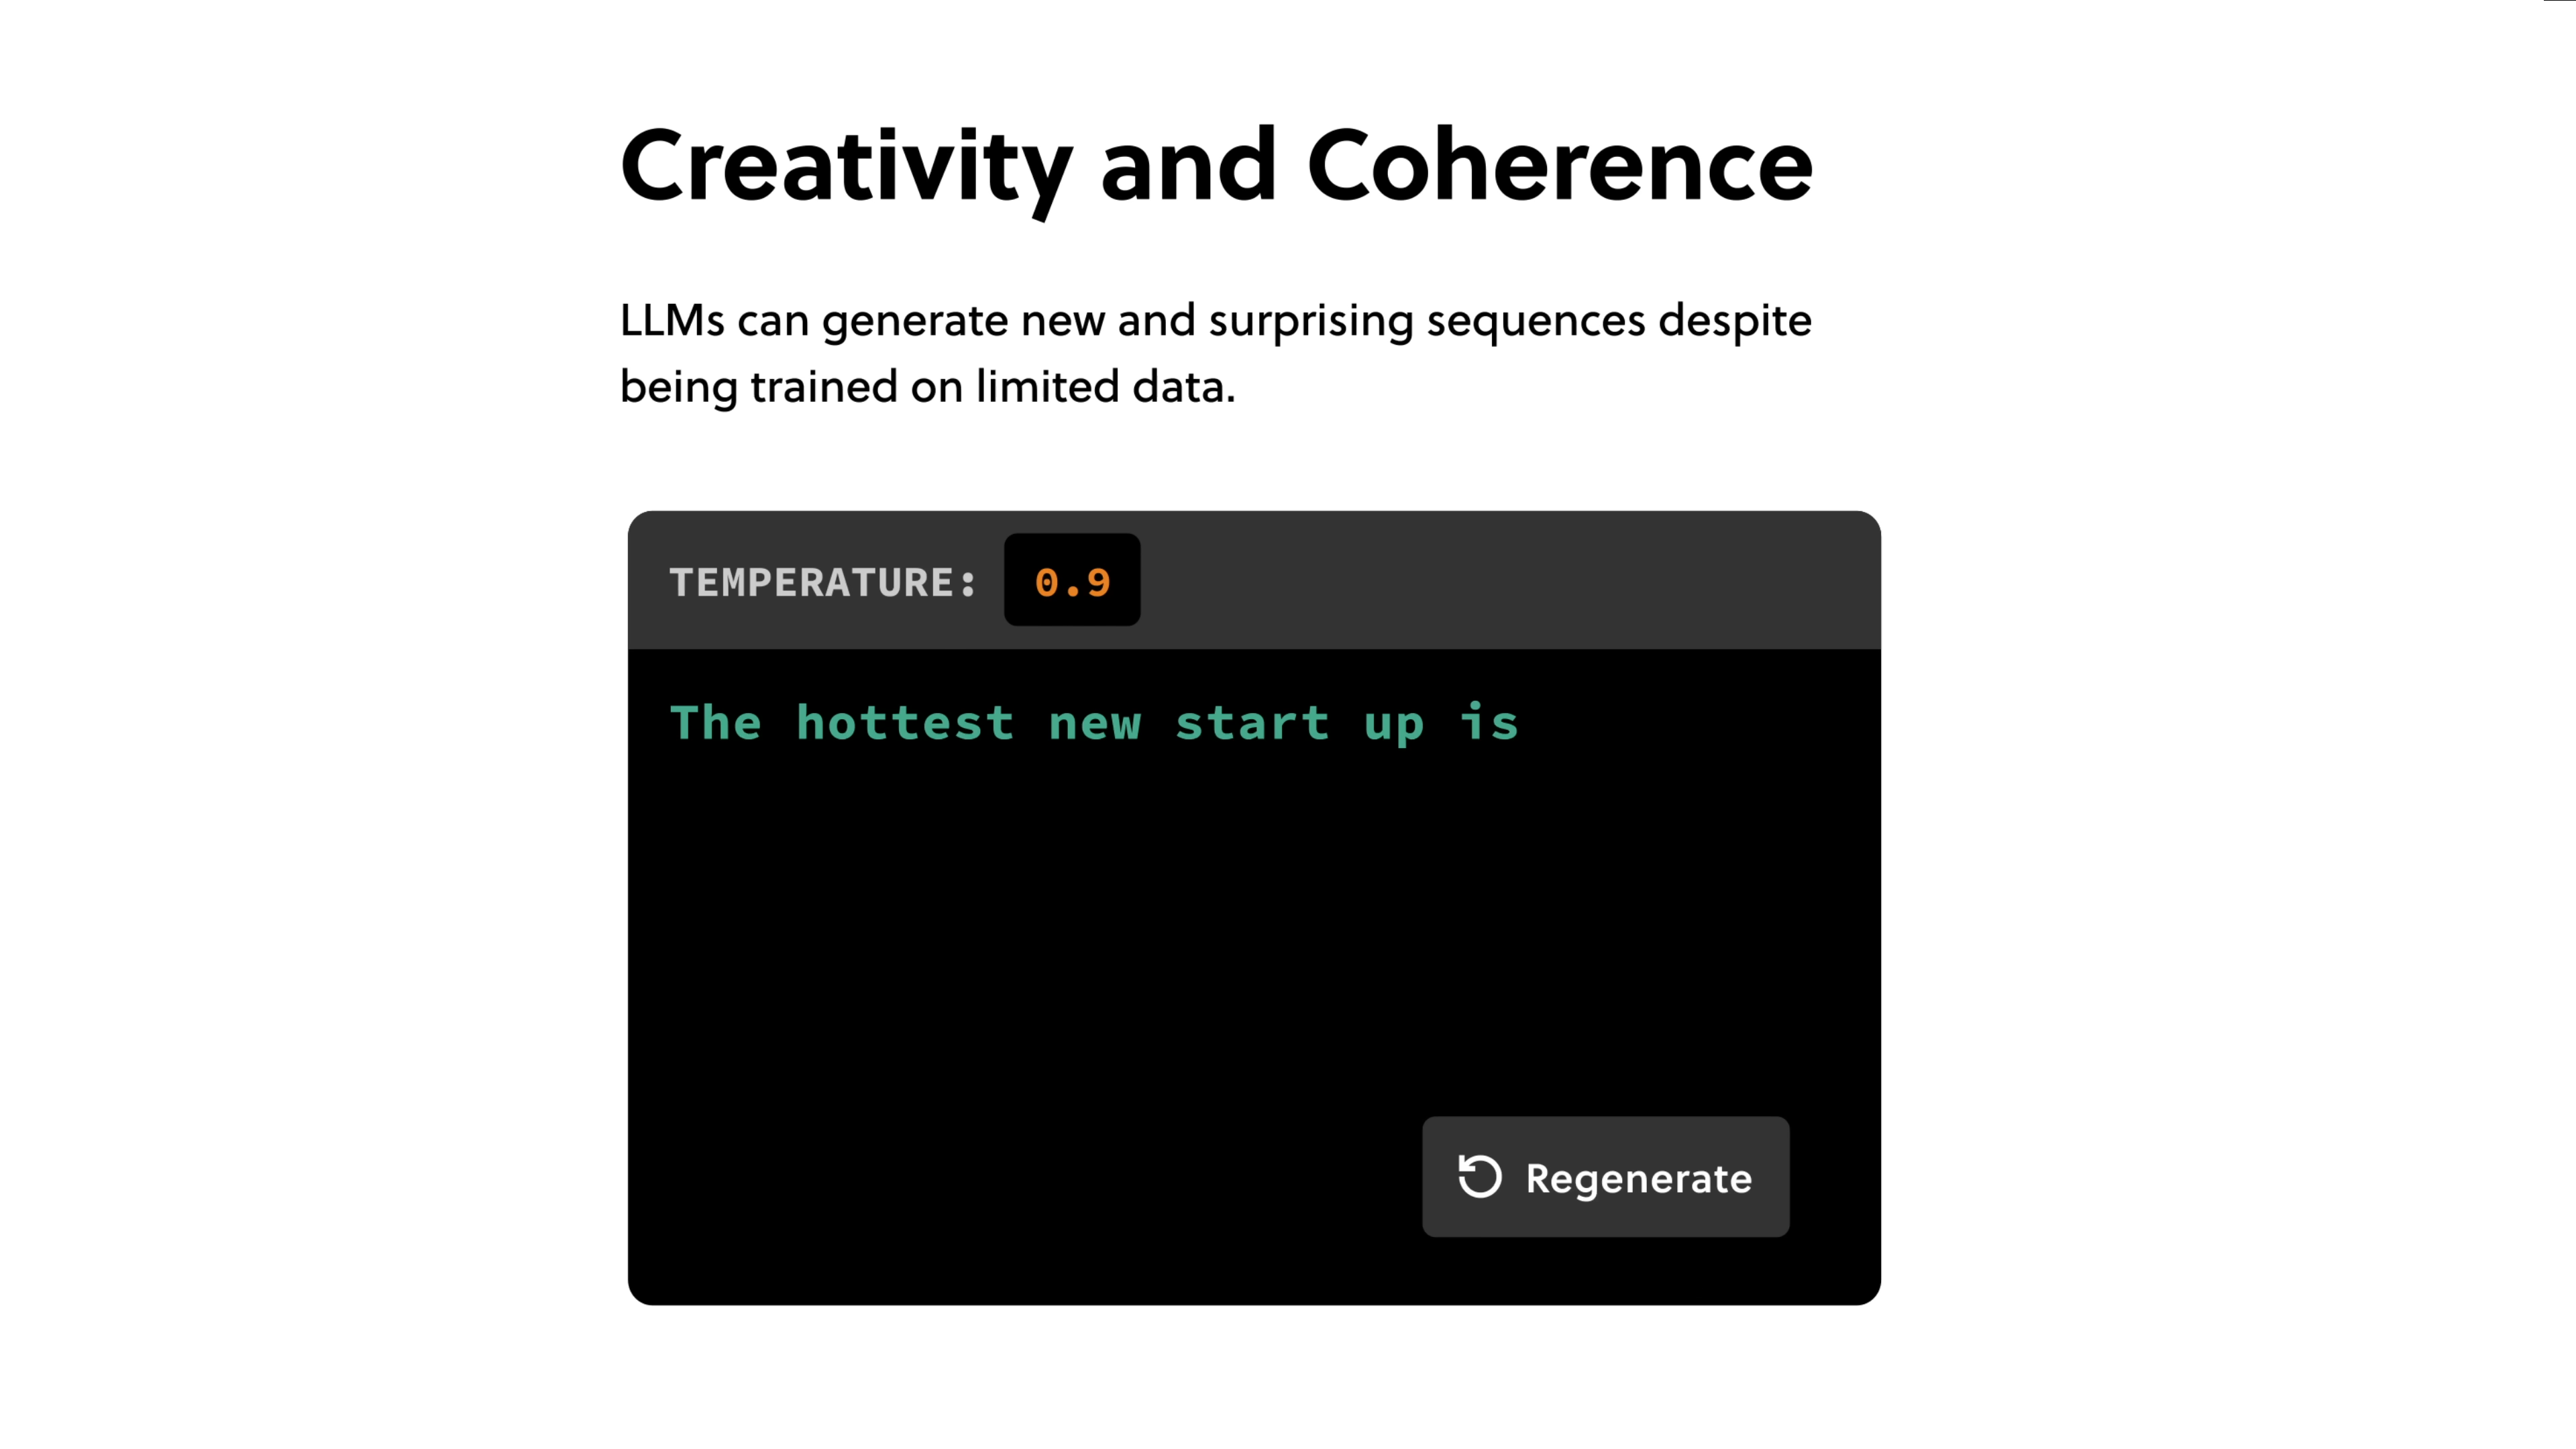 Creativity and Coherence
LLMs can generate new and surprising sequences despite
being trained on limited data.
TEMPERATURE: 0.9
The hottest new start up is
Regenerate